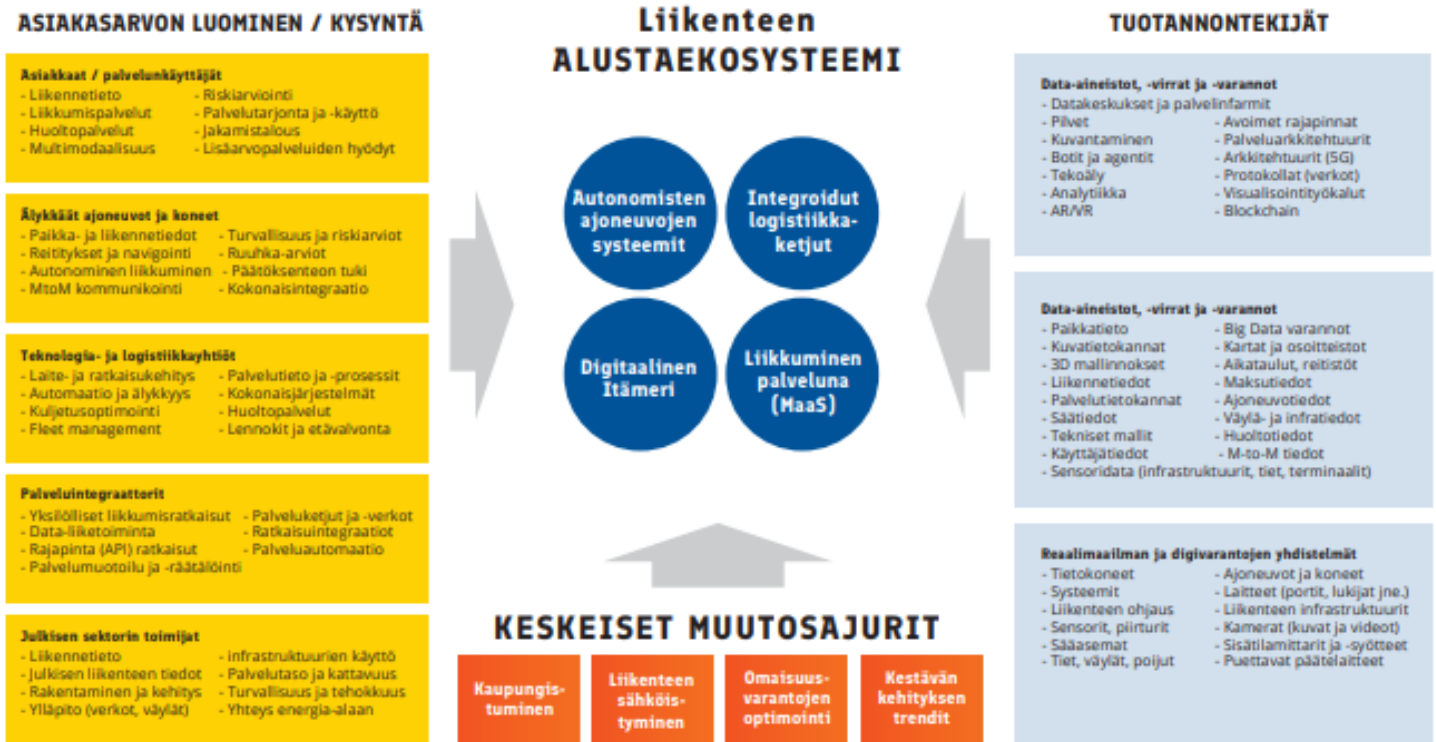 ASIAKASARVON LUOMINEN / KYSYNTÄ
Asiakkaat / palvelunkäyttäjät
- Liikennetieto - Riskiarviointi
- Liikkumispalvelut - Palvelutarjonta ja -käyttö
- Huoltopalvelut - Jakamistalous
- Multimodaalisuus - Lisäarvopalveluiden hyödyt
Älykkäät ajoneuvot ja koneet
- Paikka- ja liikennetiedot - Turvallisuus ja riskiarviot
- Reititykset ja navigointi - Ruuhka-arviot
- Autonominen liikkuminen - Päätöksenteon tuki
- MtoM kommunikointi - Kokonaisintegraatio
Teknologia- ja logistiikkayhtiöt
- Laite- ja ratkaisukehitys - Palvelutieto ja -prosessit
- Automaatio ja älykkyys - Kokonaisjärjestelmät
- Kuljetusoptimointi - Huoltopalvelut
- Fleet management - Lennokit ja etävalvonta
Palveluintegraattorit
- Yksilölliset liikkumisratkaisut - Palveluketjut ja -verkot
- Data-liiketoiminta - Ratkaisuintegraatiot
- Rajapinta (API) ratkaisut - Palveluautomaatio
- Palvelumuotoilu ja -räätälöinti
Julkisen sektorin toimijat
- Liikennetieto - infrastruktuurien käyttö
- Julkisen liikenteen tiedot - Palvelutaso ja kattavuus
- Rakentaminen ja kehitys - Turvallisuus ja tehokkuus
- Ylläpito (verkot, väylät) - Yhteys energia-alaan
Liikenteen
ALUSTAEKOSYSTEEMI
Autonomisten
ajoneuvojen
systeemit
Integroidut
logistiikka-
ketjut
Digitaalinen
Itämeri
Liikkuminen
palveluna
(MaaS)
KESKEISET MUUTOSAJURIT
Kaupungis-
tuminen
Liikenteen
sähköis-
tyminen
Omaisuus-
varantojen
optimointi
Kestävän
kehityksen
trendit
TUOTANNONTEKIJÄT
Data-aineistot, -virrat ja -varannot
- Datakeskukset ja palvelinfarmit
- Pilvet - Avoimet rajapinnat
- Kuvantaminen - Palveluarkkitehtuurit
- Botit ja agentit - Arkkitehtuurit (5G)
- Tekoäly - Protokollat (verkot)
- Analytiikka - Visualisointityökalut
- AR/VR - Blockchain
Data-aineistot, -virrat ja -varannot
- Paikkatieto - Big Data varannot
- Kuvatietokannat - Kartat ja osoitteistot
- 3D mallinnokset - Aikataulut, reitistöt
- Liikennetiedot - Maksutiedot
- Palvelutietokannat - Ajoneuvotiedot
- Säätiedot - Väylä- ja infratiedot
- Tekniset mallit - Huoltotiedot
- Käyttäjätiedot - M-to-M tiedot
- Sensoridata (infrastruktuurit, tiet, terminaalit)
Reaalimaailman ja digivarantojen yhdistelmät
- Tietokoneet - Ajoneuvot ja koneet
- Systeemit - Laitteet (portit, lukijat jne.)
- Liikenteen ohjaus - Liikenteen infrastruktuurit
- Sensorit, piirturit - Kamerat (kuvat ja videot)
- Sääasemat - Sisätilamittarit ja -syötteet
- Tiet, väylät, poijut - Puettavat päätelaitteet